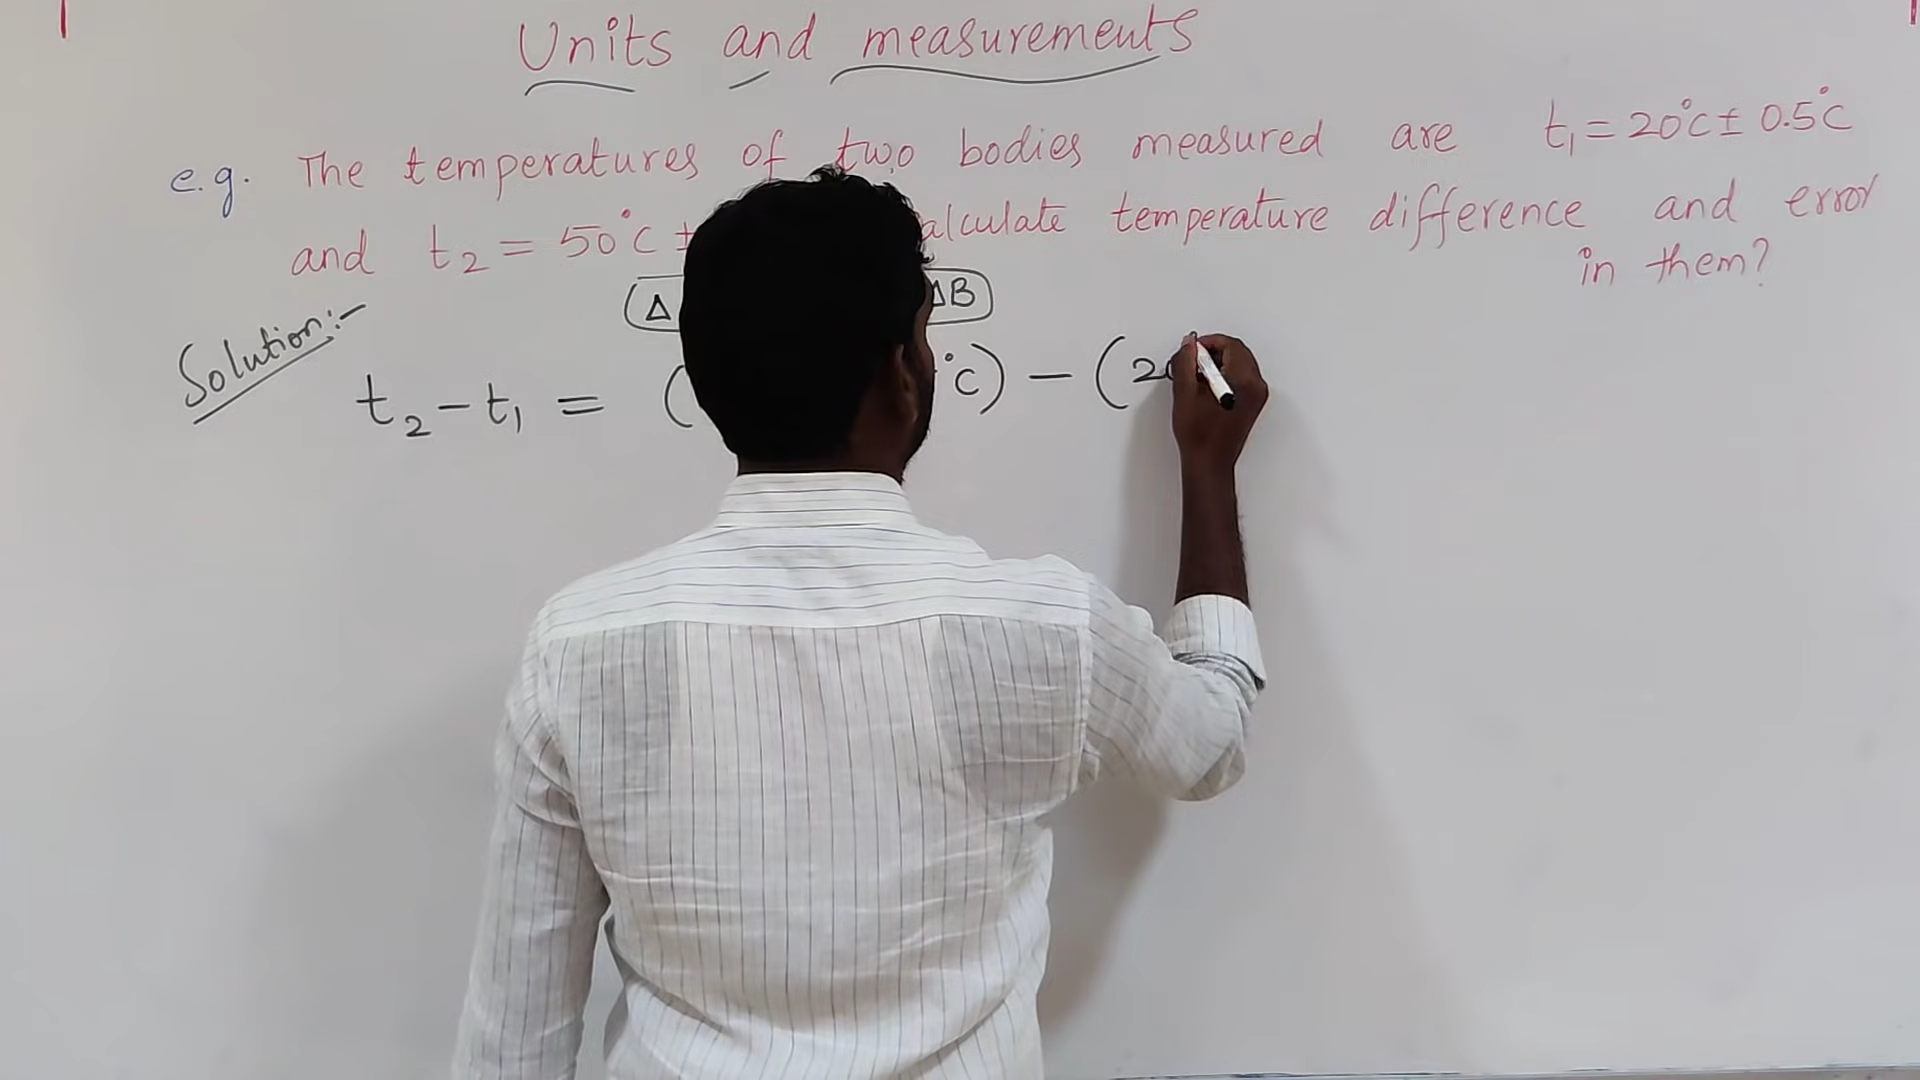 Units and measurements
e.g. The temperatures of two bodies measured are t₁ = 20°C ± 0.5°C
and t₂ = 50°C ± alculate temperature difference and error
in them?
Δ ΔB
Solution:-
t₂ - t₁ = ( °C) - (20